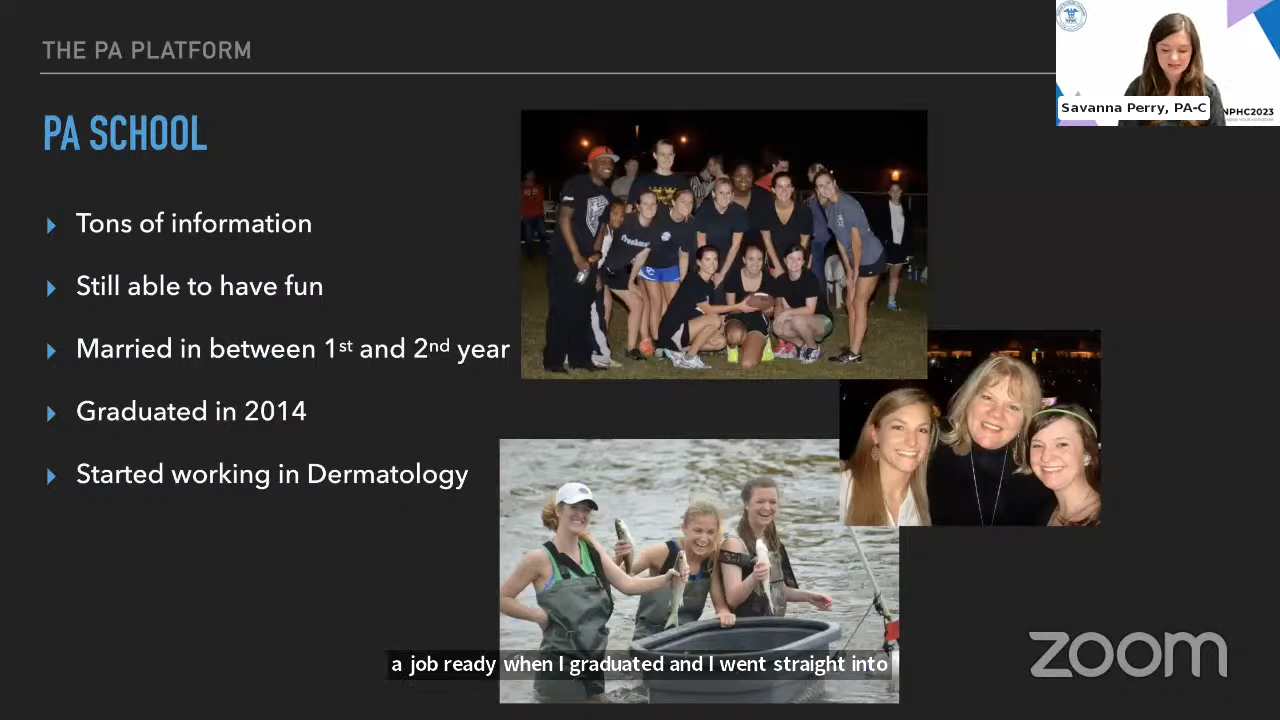 THE PA PLATFORM
PA SCHOOL
Tons of information
Still able to have fun
Married in between 1st and 2nd year
Graduated in 2014
Started working in Dermatology
NPHC
Savanna Perry, PA-C
NPHC2023
freshman
a job ready when I graduated and I went straight into
zoom